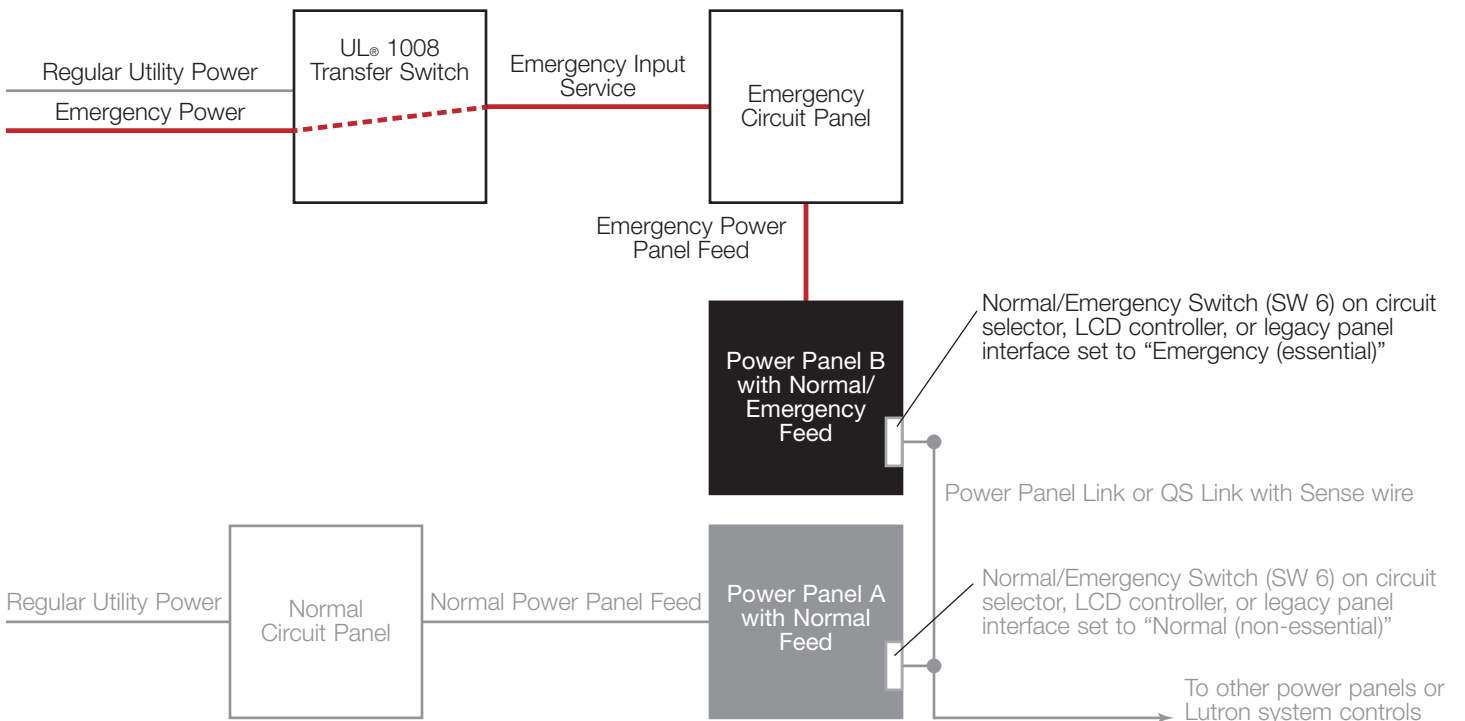 Regular Utility Power
Emergency Power
UL® 1008
Transfer Switch
Emergency Input
Service
Emergency
Circuit Panel
Emergency Power
Panel Feed
Power Panel B
with Normal/
Emergency
Feed
Normal/Emergency Switch (SW 6) on circuit
selector, LCD controller, or legacy panel
interface set to “Emergency (essential)”
Power Panel Link or QS Link with Sense wire
Regular Utility Power
Normal
Circuit Panel
Normal Power Panel Feed
Power Panel A
with Normal
Feed
Normal/Emergency Switch (SW 6) on circuit
selector, LCD controller, or legacy panel
interface set to “Normal (non-essential)”
To other power panels or
Lutron system controls